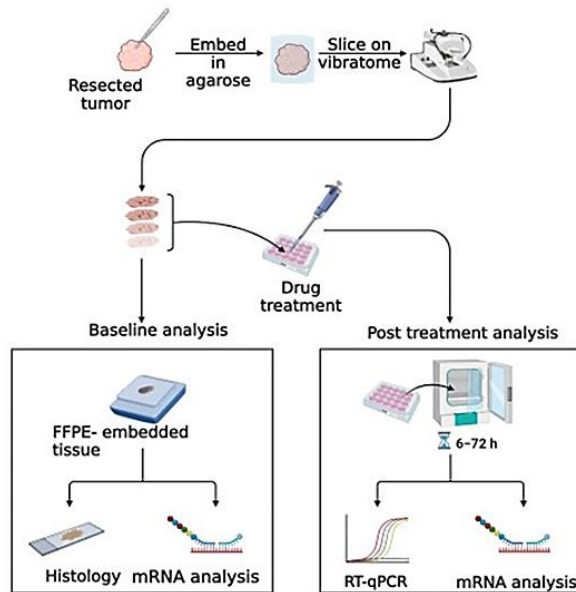 Resected
tumor
Embed
in
agarose
Slice on
vibratome
Drug
treatment
Baseline analysis
Post treatment analysis
FFPE- embedded
tissue
6-72 h
Histology
mRNA analysis
RT-qPCR
mRNA analysis